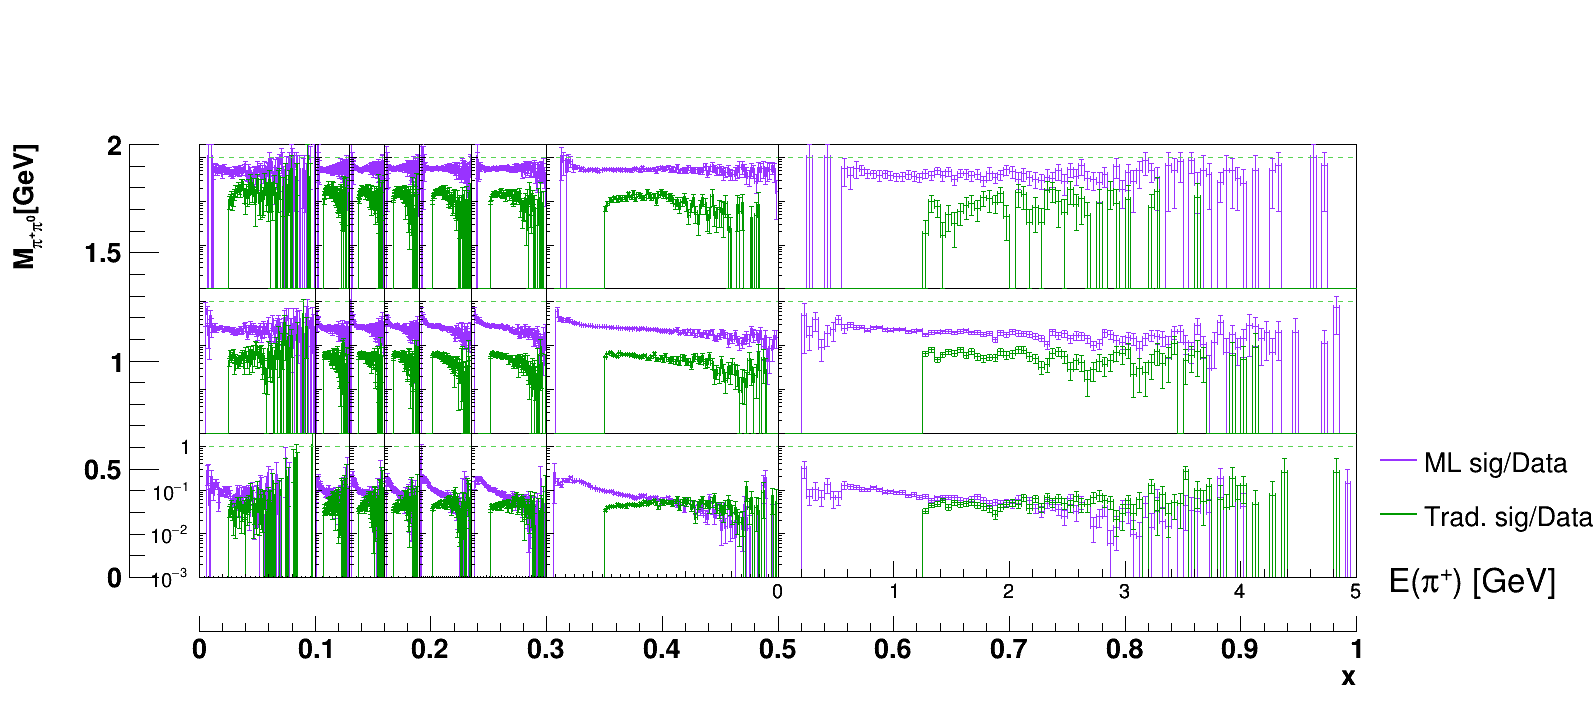 M_π⁺π⁰ [GeV]
2
1.5
1
0.5
0
1
10⁻¹
10⁻²
10⁻³
ML sig/Data
Trad. sig/Data
0 1 2 3 4 5
E(π⁺) [GeV]
0 0.1 0.2 0.3 0.4 0.5 0.6 0.7 0.8 0.9 1
x